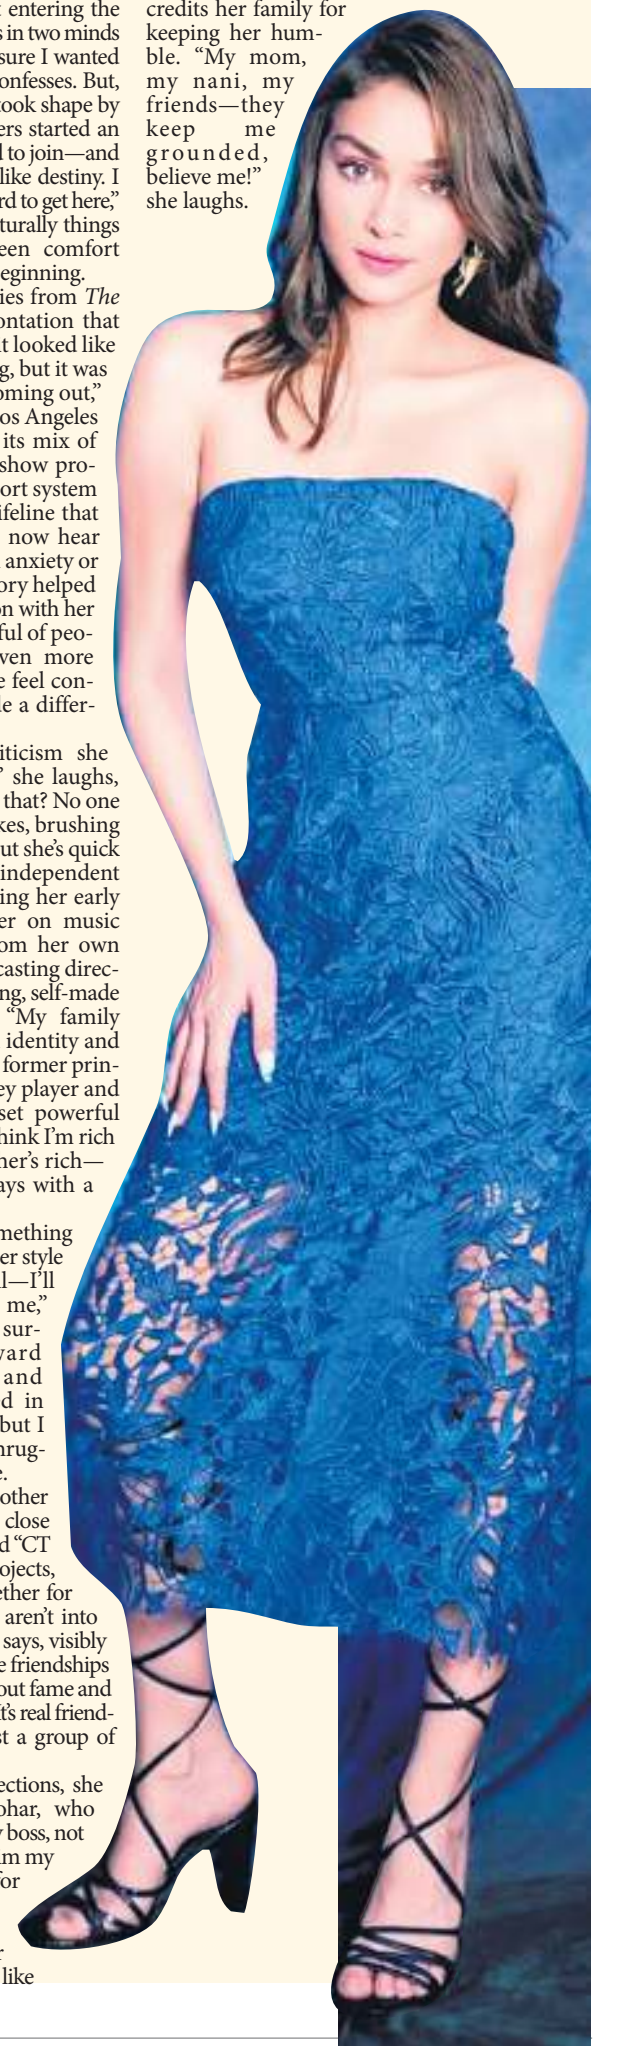 entering the
in two minds
sure I wanted
onfesses. But,
took shape by
ers started an
to join—and
like destiny. I
rd to get here,”
turally things
een comfort
eginning.
ies from The
ontation that
t looked like
g, but it was
oming out,”
os Angeles
its mix of
show pro-
ort system
ifeline that
now hear
anxiety or
ory helped
on with her
ful of peo-
ven more
e feel con-
le a differ-
iticism she
” she laughs,
that? No one
kes, brushing
ut she’s quick
independent
ing her early
er on music
om her own
casting direc-
ng, self-made
“My family
identity and
former prin-
ey player and
set powerful
hink I’m rich
her’s rich—
ays with a
mething
er style
l—I’ll
me,”
sur-
ward
and
d in
but I
hrug-
e.
other
close
d “CT
ojects,
ether for
aren’t into
says, visibly
e friendships
out fame and
It’s real friend-
st a group of
ections, she
ohar, who
y boss, not
im my
for
r
like
credits her family for
keeping her hum-
ble. “My mom,
my nani, my
friends—they
keep me
grounded,
believe me!”
she laughs.